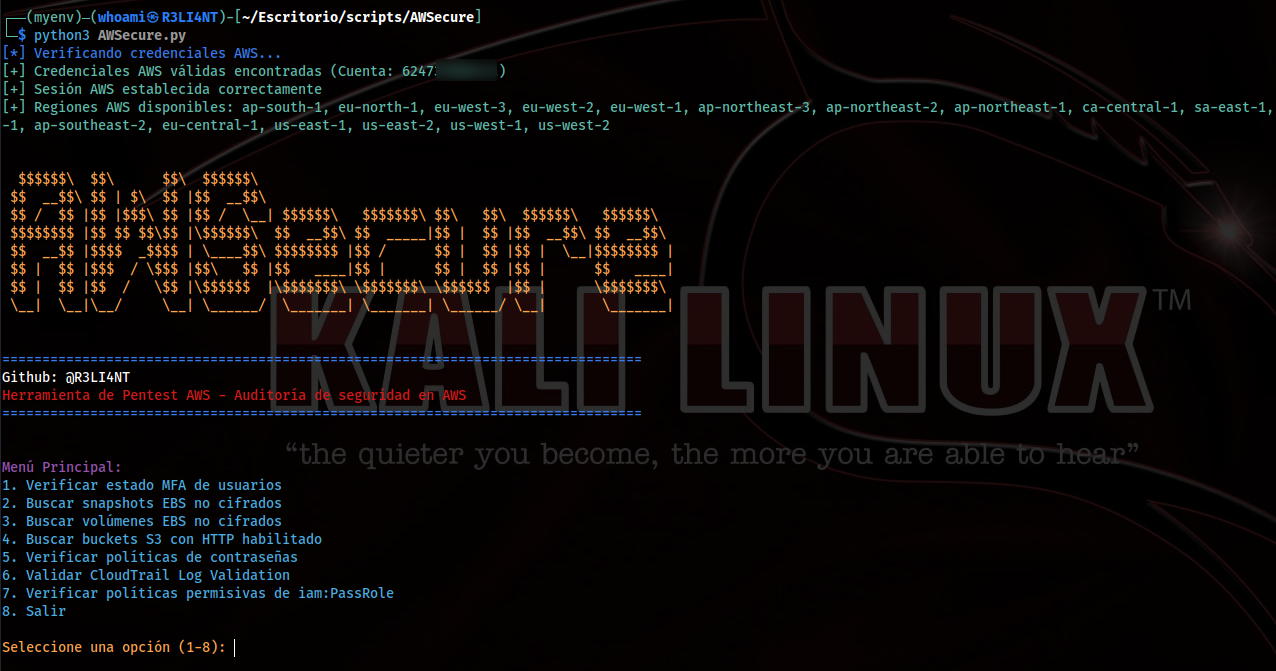 (myenv)-(whoami㉿R3LI4NT)-[~/Escritorio/scripts/AWSecure]
$ python3 AWSecure.py
[*] Verificando credenciales AWS...
[+] Credenciales AWS válidas encontradas (Cuenta: 6247 )
[+] Sesión AWS establecida correctamente
[+] Regiones AWS disponibles: ap-south-1, eu-north-1, eu-west-3, eu-west-2, eu-west-1, ap-northeast-3, ap-northeast-2, ap-northeast-1, ca-central-1, sa-east-1,
-1, ap-southeast-2, eu-central-1, us-east-1, us-east-2, us-west-1, us-west-2
AWSecure
KALI LINUX™
Github: @R3LI4NT
Herramienta de Pentest AWS - Auditoría de seguridad en AWS
“the quieter you become, the more you are able to hear”
Menú Principal:
1. Verificar estado MFA de usuarios
2. Buscar snapshots EBS no cifrados
3. Buscar volúmenes EBS no cifrados
4. Buscar buckets S3 con HTTP habilitado
5. Verificar políticas de contraseñas
6. Validar CloudTrail Log Validation
7. Verificar políticas permisivas de iam:PassRole
8. Salir
Seleccione una opción (1-8):